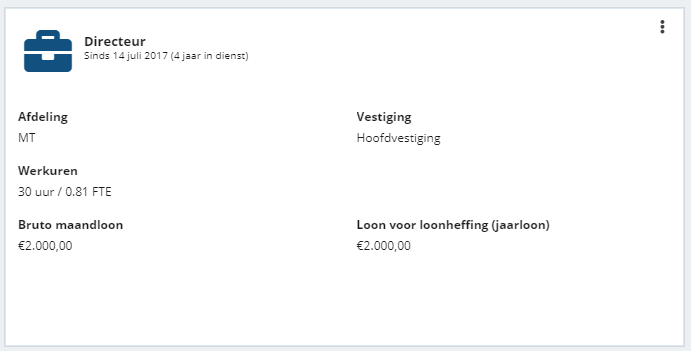 Directeur
Sinds 14 juli 2017 (4 jaar in dienst)
Afdeling
MT
Vestiging
Hoofdvestiging
Werkuren
30 uur / 0.81 FTE
Bruto maandloon
€2.000,00
Loon voor loonheffing (jaarloon)
€2.000,00